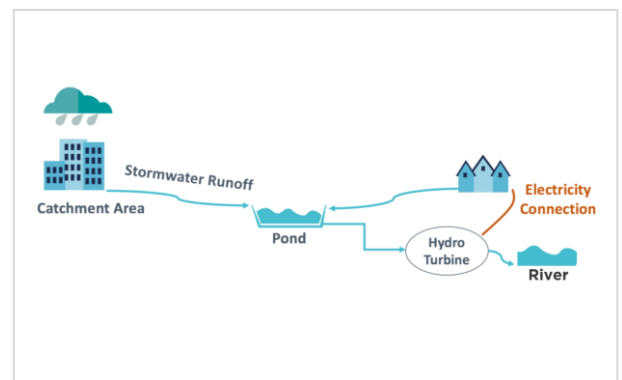 Stormwater Runoff
Catchment Area
Pond
Electricity
Connection
Hydro
Turbine
River